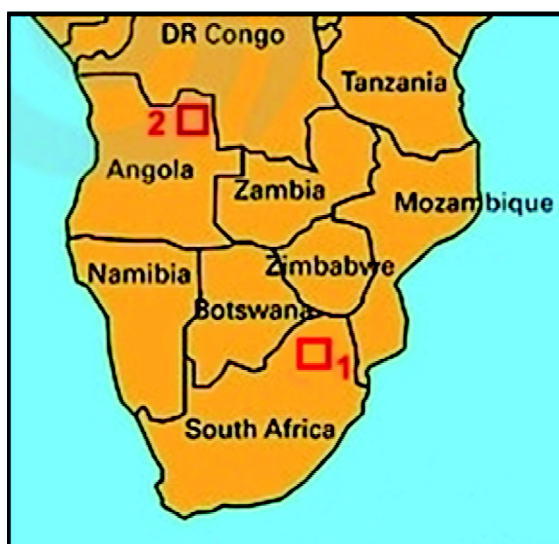 DR Congo
Tanzania
2
Angola
Zambia
Mozambique
Namibia
Zimbabwe
Botswana
1
South Africa